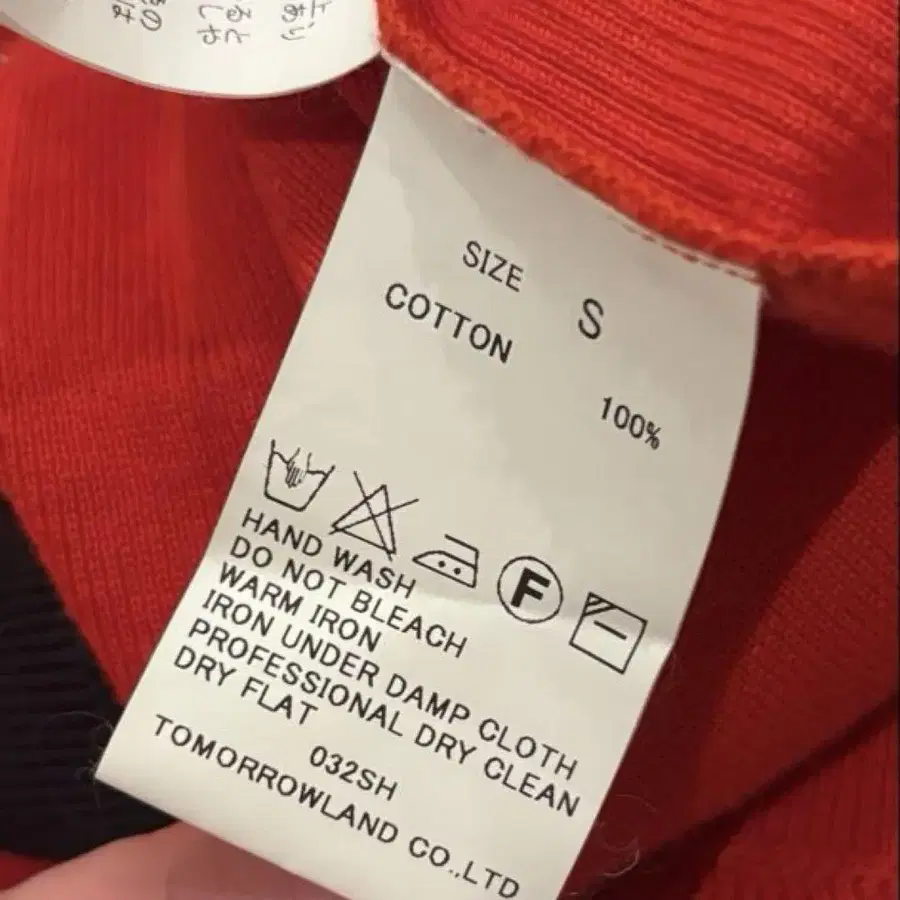 SIZE S
COTTON
100%
F
HAND WASH
DO NOT BLEACH
WARM IRON
IRON UNDER DAMP CLOTH
PROFESSIONAL DRY CLEAN
DRY FLAT
032SH
TOMORROWLAND CO.,LTD